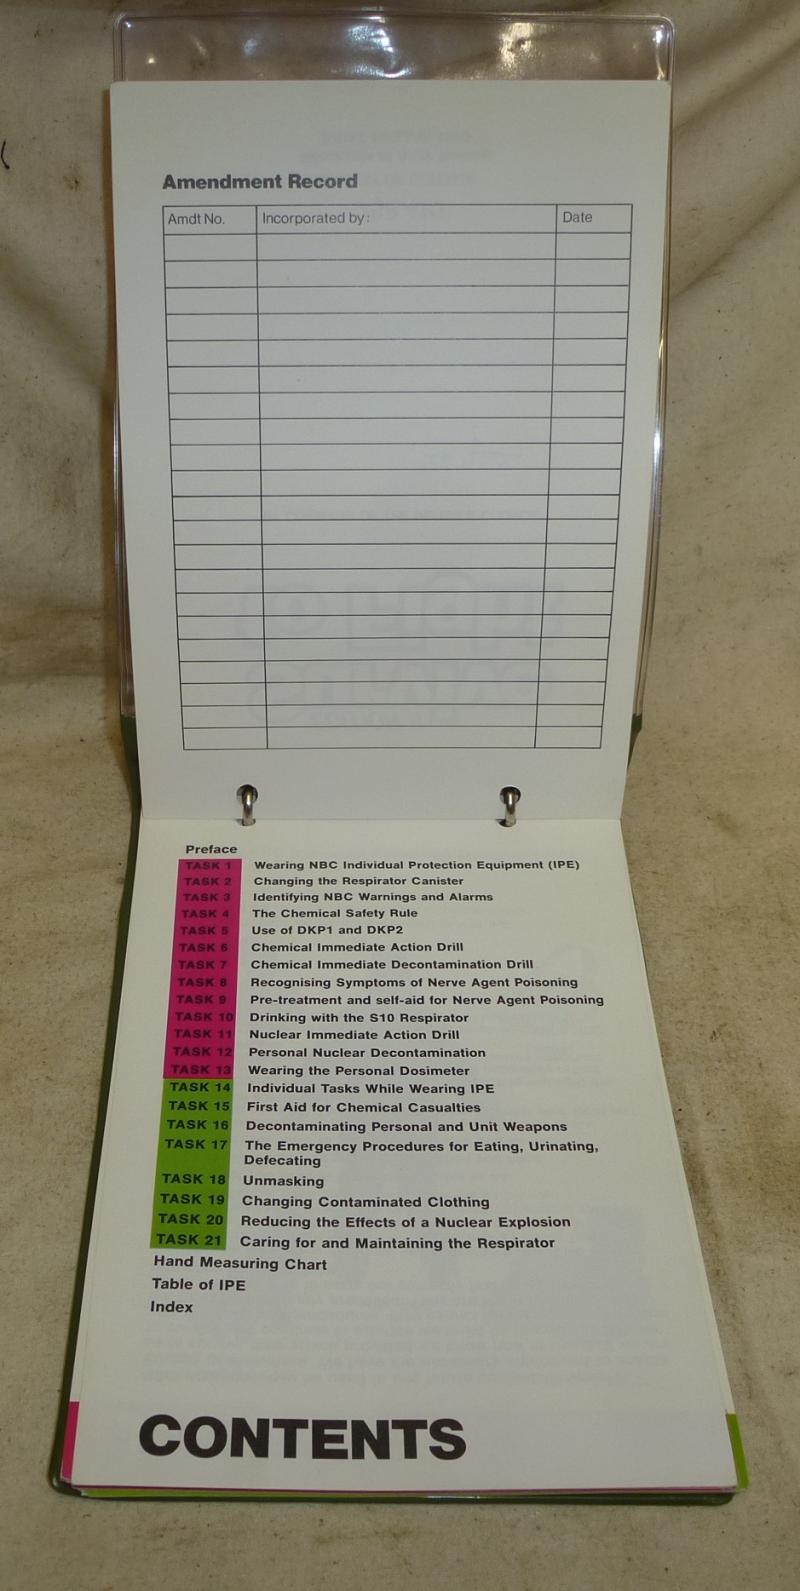 Amendment Record
Amdt No. Incorporated by: Date
Preface
TASK 1 Wearing NBC Individual Protection Equipment (IPE)
TASK 2 Changing the Respirator Canister
TASK 3 Identifying NBC Warnings and Alarms
TASK 4 The Chemical Safety Rule
TASK 5 Use of DKP1 and DKP2
TASK 6 Chemical Immediate Action Drill
TASK 7 Chemical Immediate Decontamination Drill
TASK 8 Recognising Symptoms of Nerve Agent Poisoning
TASK 9 Pre-treatment and self-aid for Nerve Agent Poisoning
TASK 10 Drinking with the S10 Respirator
TASK 11 Nuclear Immediate Action Drill
TASK 12 Personal Nuclear Decontamination
TASK 13 Wearing the Personal Dosimeter
TASK 14 Individual Tasks While Wearing IPE
TASK 15 First Aid for Chemical Casualties
TASK 16 Decontaminating Personal and Unit Weapons
TASK 17 The Emergency Procedures for Eating, Urinating,
Defecating
TASK 18 Unmasking
TASK 19 Changing Contaminated Clothing
TASK 20 Reducing the Effects of a Nuclear Explosion
TASK 21 Caring for and Maintaining the Respirator
Hand Measuring Chart
Table of IPE
Index
CONTENTS